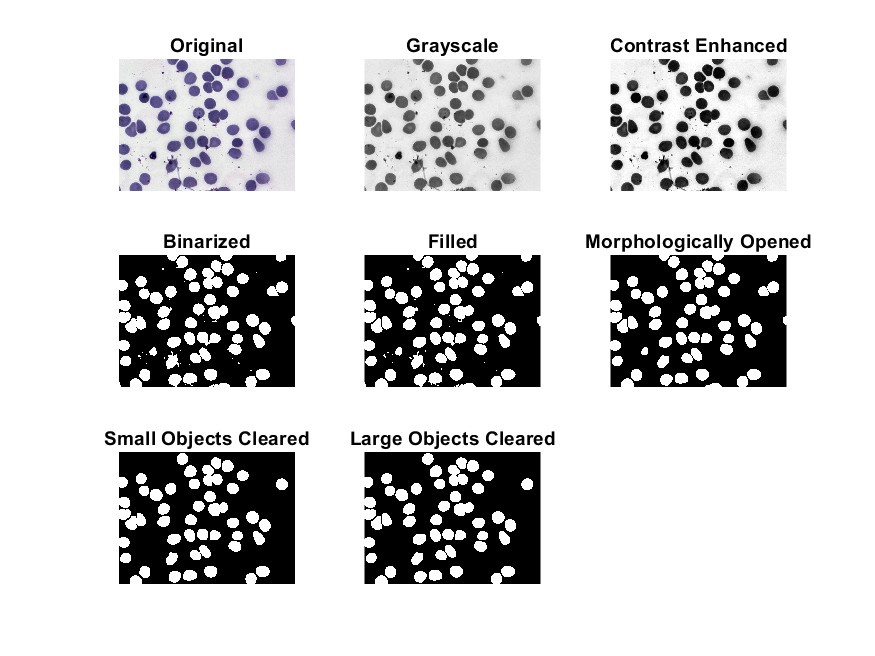 Original
Grayscale
Contrast Enhanced
Binarized
Filled
Morphologically Opened
Small Objects Cleared
Large Objects Cleared